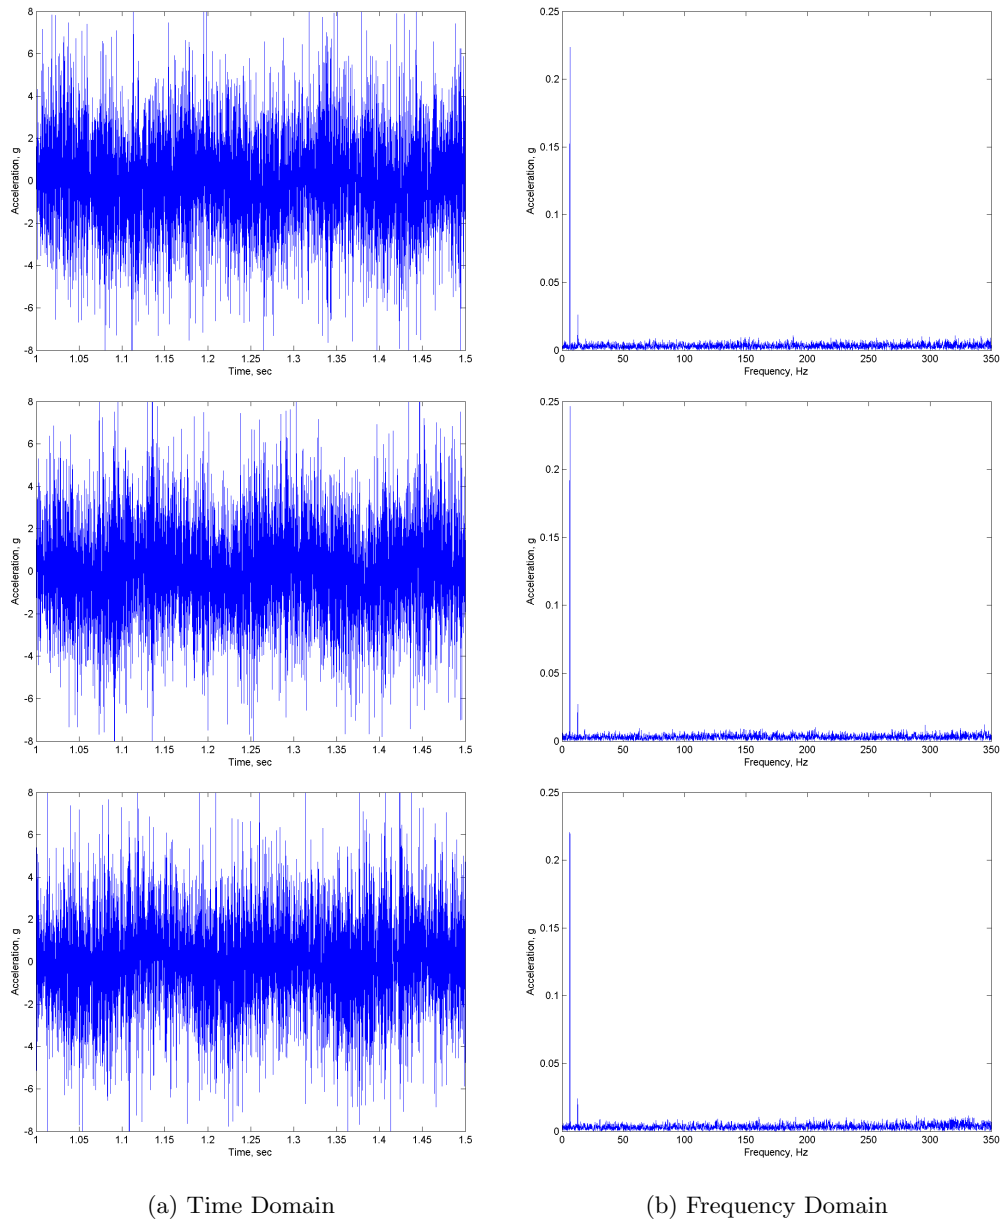 8
6
4
2
0
-2
-4
-6
-8
Acceleration, g
1 1.05 1.1 1.15 1.2 1.25 1.3 1.35 1.4 1.45 1.5
Time, sec
0.25
0.2
0.15
0.1
0.05
0
Acceleration, g
0 50 100 150 200 250 300 350
Frequency, Hz
8
6
4
2
0
-2
-4
-6
-8
Acceleration, g
1 1.05 1.1 1.15 1.2 1.25 1.3 1.35 1.4 1.45 1.5
Time, sec
0.25
0.2
0.15
0.1
0.05
0
Acceleration, g
0 50 100 150 200 250 300 350
Frequency, Hz
8
6
4
2
0
-2
-4
-6
-8
Acceleration, g
1 1.05 1.1 1.15 1.2 1.25 1.3 1.35 1.4 1.45 1.5
Time, sec
0.25
0.2
0.15
0.1
0.05
0
Acceleration, g
0 50 100 150 200 250 300 350
Frequency, Hz
(a) Time Domain
(b) Frequency Domain